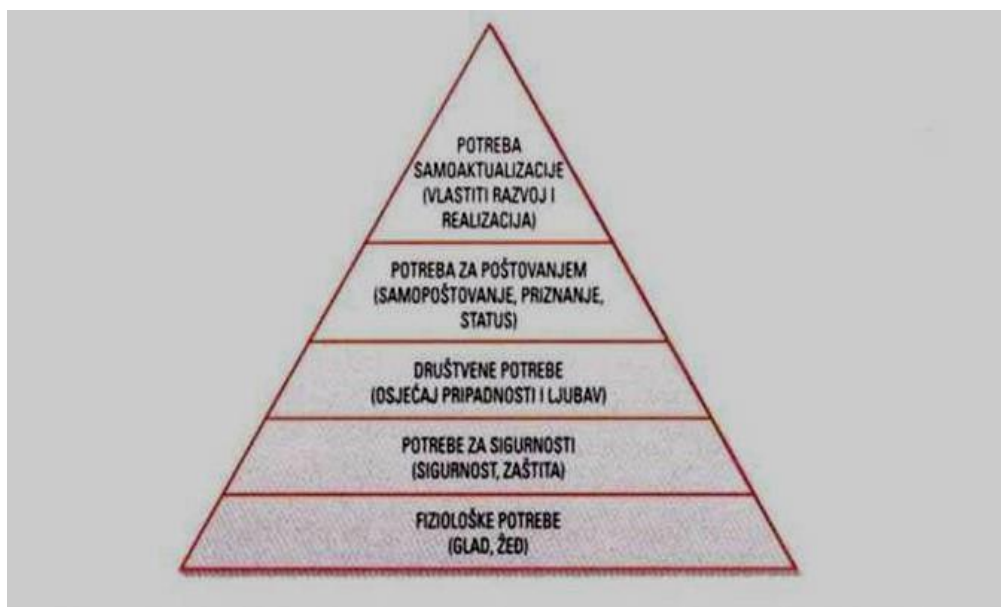 POTREBA
SAMOAKTUALIZACIJE
(VLASTITI RAZVOJ I
REALIZACIJA)
POTREBA ZA POŠTOVANJEM
(SAMOPOŠTOVANJE, PRIZNANJE,
STATUS)
DRUŠTVENE POTREBE
(OSJEĆAJ PRIPADNOSTI I LJUBAV)
POTREBE ZA SIGURNOSTI
(SIGURNOST, ZAŠTITA)
FIZIOLOŠKE POTREBE
(GLAD, ŽEĐ)